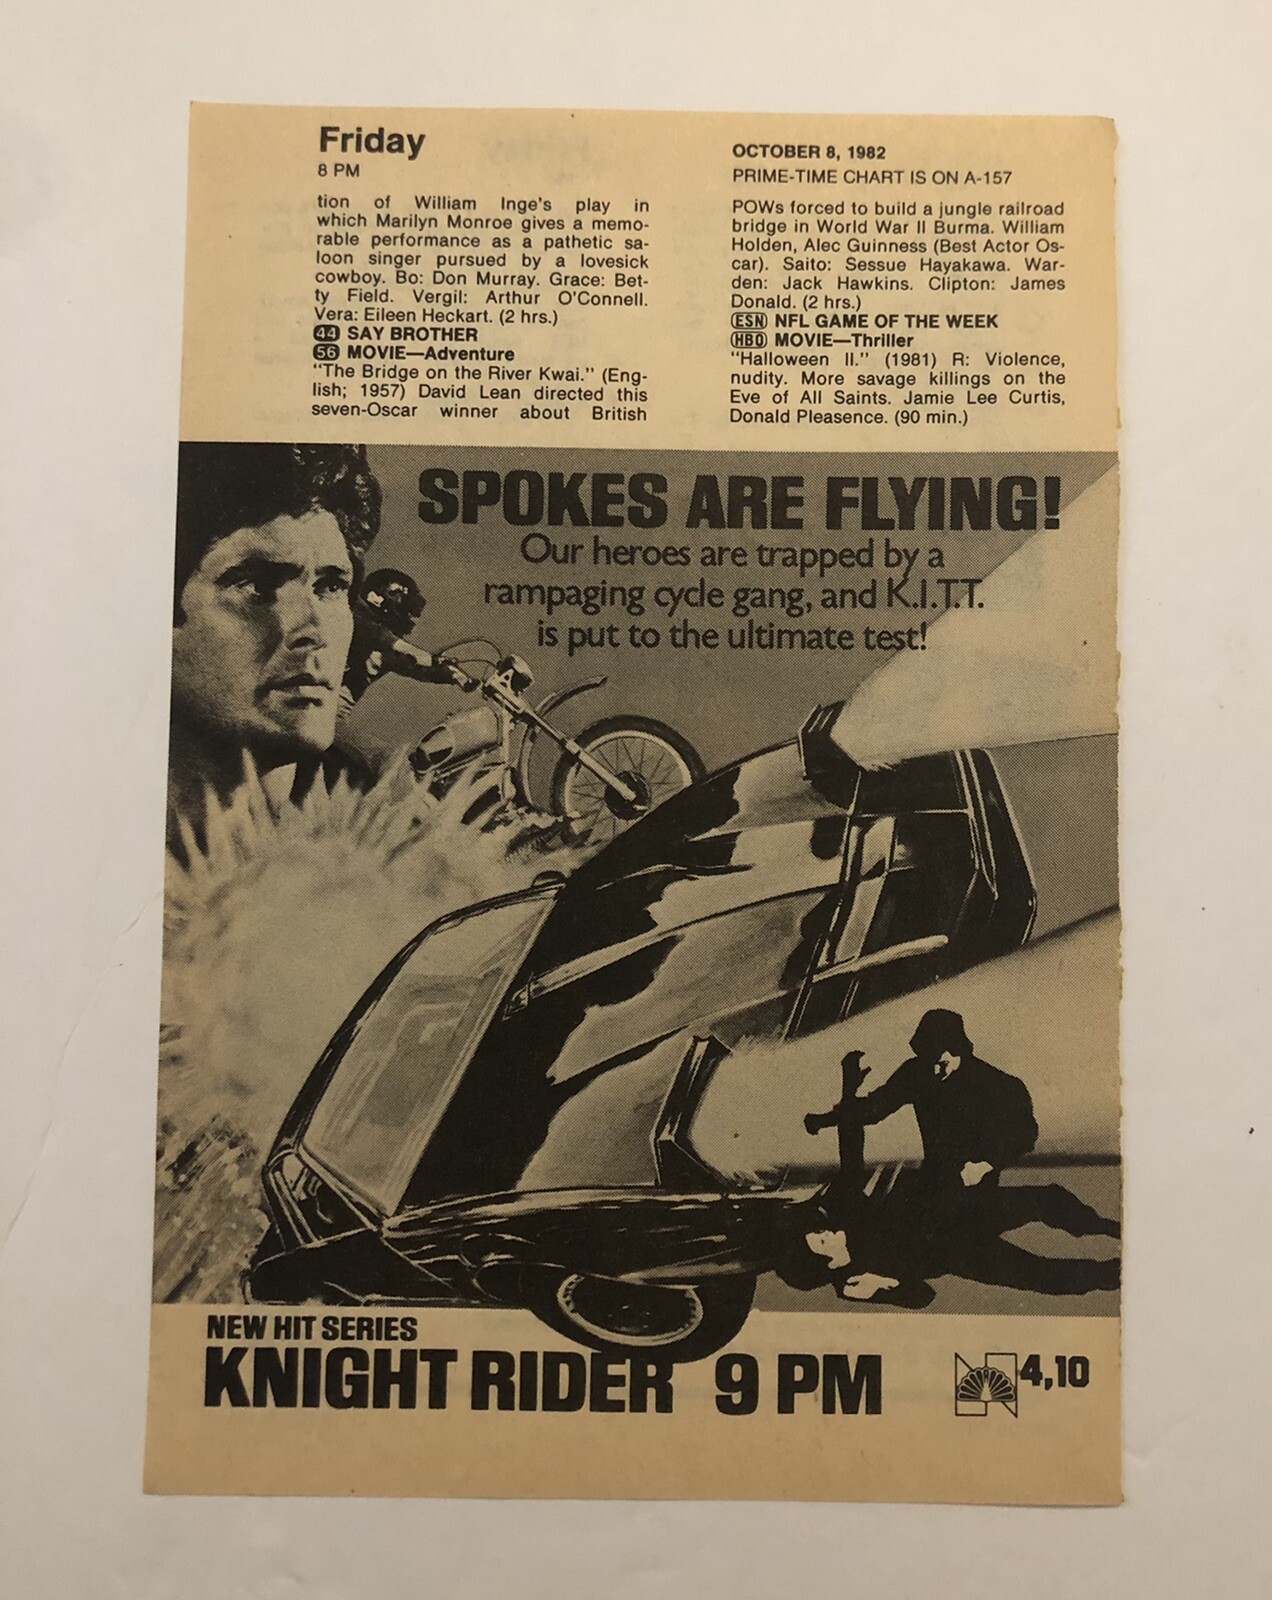 Friday
8 PM
tion of William Inge's play in
which Marilyn Monroe gives a memo-
rable performance as a pathetic sa-
loon singer pursued by a lovesick
cowboy. Bo: Don Murray. Grace: Bet-
ty Field. Vergil: Arthur O'Connell.
Vera: Eileen Heckart. (2 hrs.)
44 SAY BROTHER
56 MOVIE—Adventure
"The Bridge on the River Kwai." (Eng-
lish; 1957) David Lean directed this
seven-Oscar winner about British
OCTOBER 8, 1982
PRIME-TIME CHART IS ON A-157
POWs forced to build a jungle railroad
bridge in World War II Burma. William
Holden, Alec Guinness (Best Actor Os-
car). Saito: Sessue Hayakawa. War-
den: Jack Hawkins. Clipton: James
Donald. (2 hrs.)
ESN NFL GAME OF THE WEEK
HBO MOVIE—Thriller
"Halloween II." (1981) R: Violence,
nudity. More savage killings on the
Eve of All Saints. Jamie Lee Curtis,
Donald Pleasence. (90 min.)
SPOKES ARE FLYING!
Our heroes are trapped by a
rampaging cycle gang, and K.I.T.T.
is put to the ultimate test!
NEW HIT SERIES
KNIGHT RIDER 9 PM
4,10